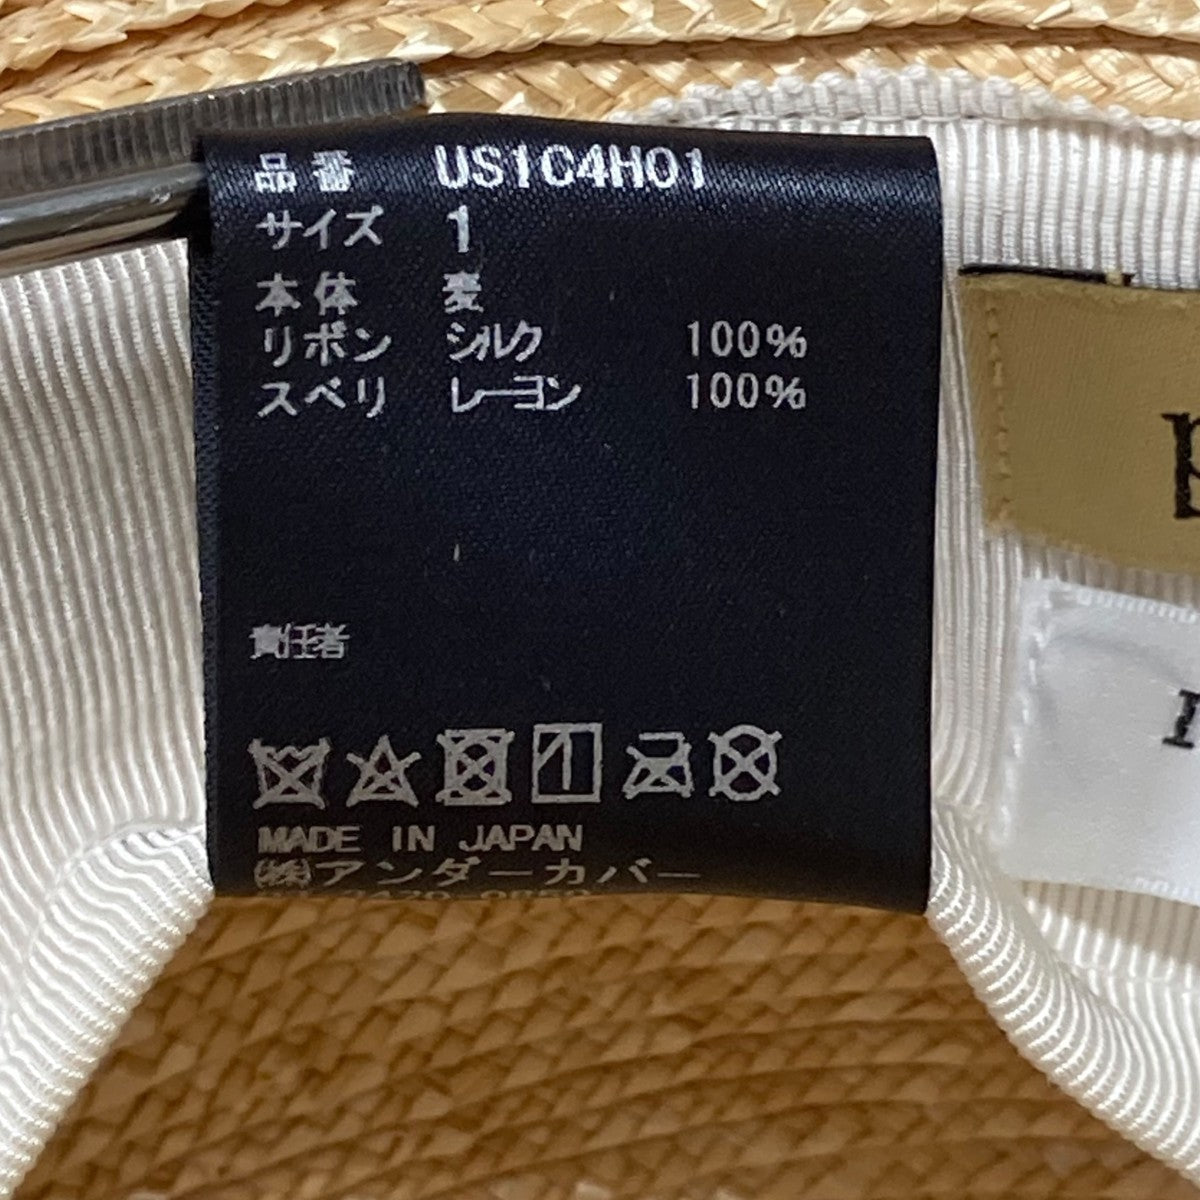 品番 US1C4H01
サイズ 1
本体 麦
リボン シルク 100%
スベリ レーヨン 100%
責任者
MADE IN JAPAN
㈱アンダーカバー